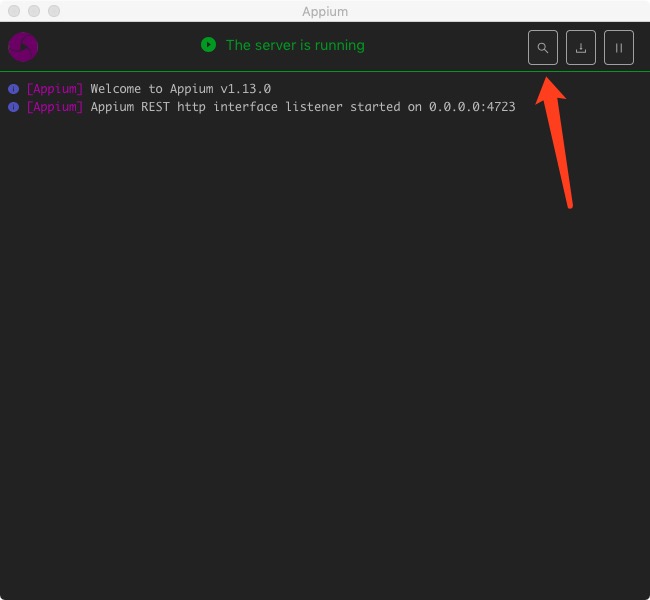 Appium
The server is running
[Appium] Welcome to Appium v1.13.0
[Appium] Appium REST http interface listener started on 0.0.0.0:4723